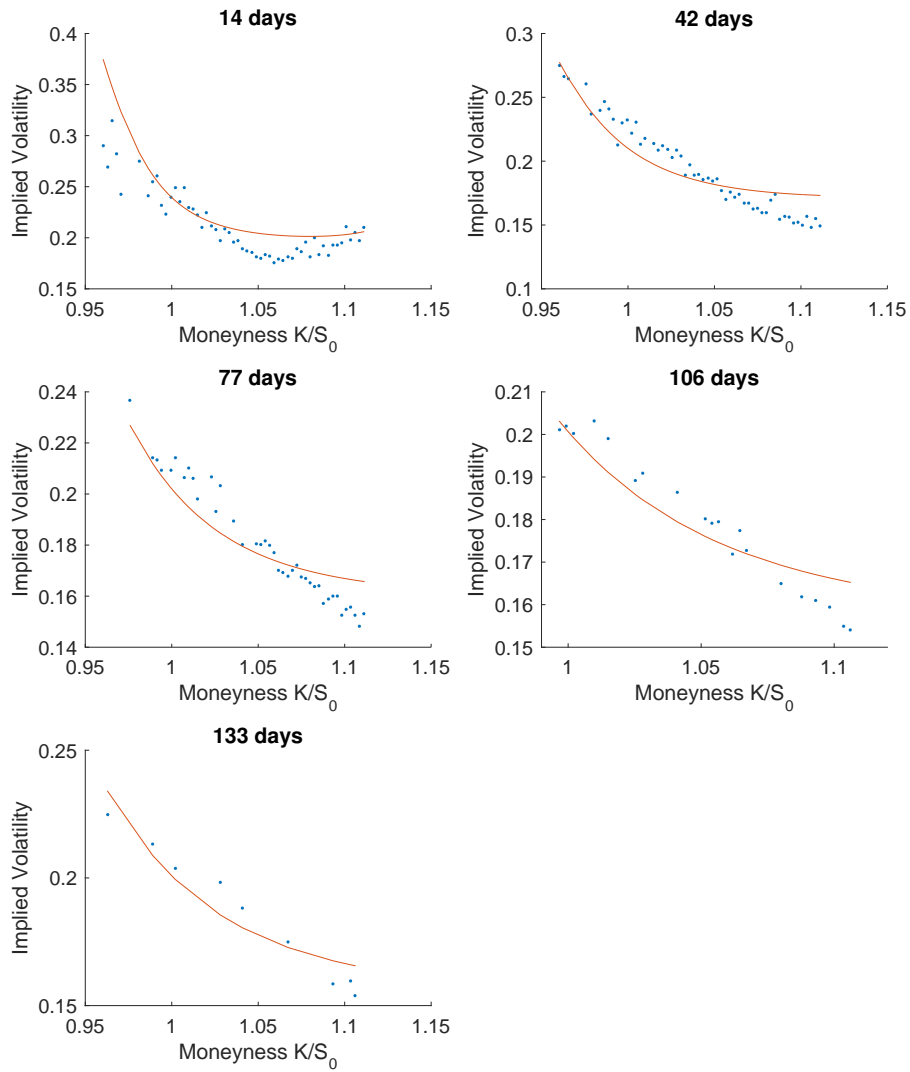 14 days
Implied Volatility
0.4
0.35
0.3
0.25
0.2
0.15
0.95 1 1.05 1.1 1.15
Moneyness K/S_0
42 days
Implied Volatility
0.3
0.25
0.2
0.15
0.1
0.95 1 1.05 1.1 1.15
Moneyness K/S_0
77 days
Implied Volatility
0.24
0.22
0.2
0.18
0.16
0.14
0.95 1 1.05 1.1 1.15
Moneyness K/S_0
106 days
Implied Volatility
0.21
0.2
0.19
0.18
0.17
0.16
0.15
1 1.05 1.1
Moneyness K/S_0
133 days
Implied Volatility
0.25
0.2
0.15
0.95 1 1.05 1.1 1.15
Moneyness K/S_0